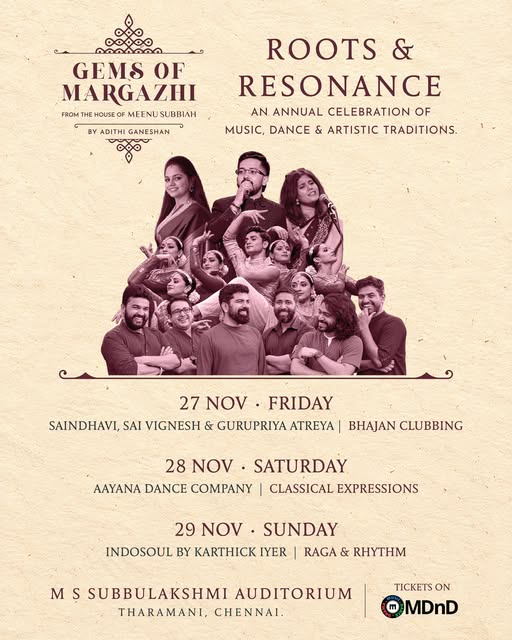 GEMS OF
MARGAZHI
FROM THE HOUSE OF MEENU SUBBIAH
BY ADITHI GANESHAN
ROOTS &
RESONANCE
AN ANNUAL CELEBRATION OF
MUSIC, DANCE & ARTISTIC TRADITIONS.
27 NOV · FRIDAY
SAINDHAVI, SAI VIGNESH & GURUPRIYA ATREYA | BHAJAN CLUBBING
28 NOV · SATURDAY
AAYANA DANCE COMPANY | CLASSICAL EXPRESSIONS
29 NOV · SUNDAY
INDOSOUL BY KARTHICK IYER | RAGA & RHYTHM
M S SUBBULAKSHMI AUDITORIUM
THARAMANI, CHENNAI.
TICKETS ON
MDnD